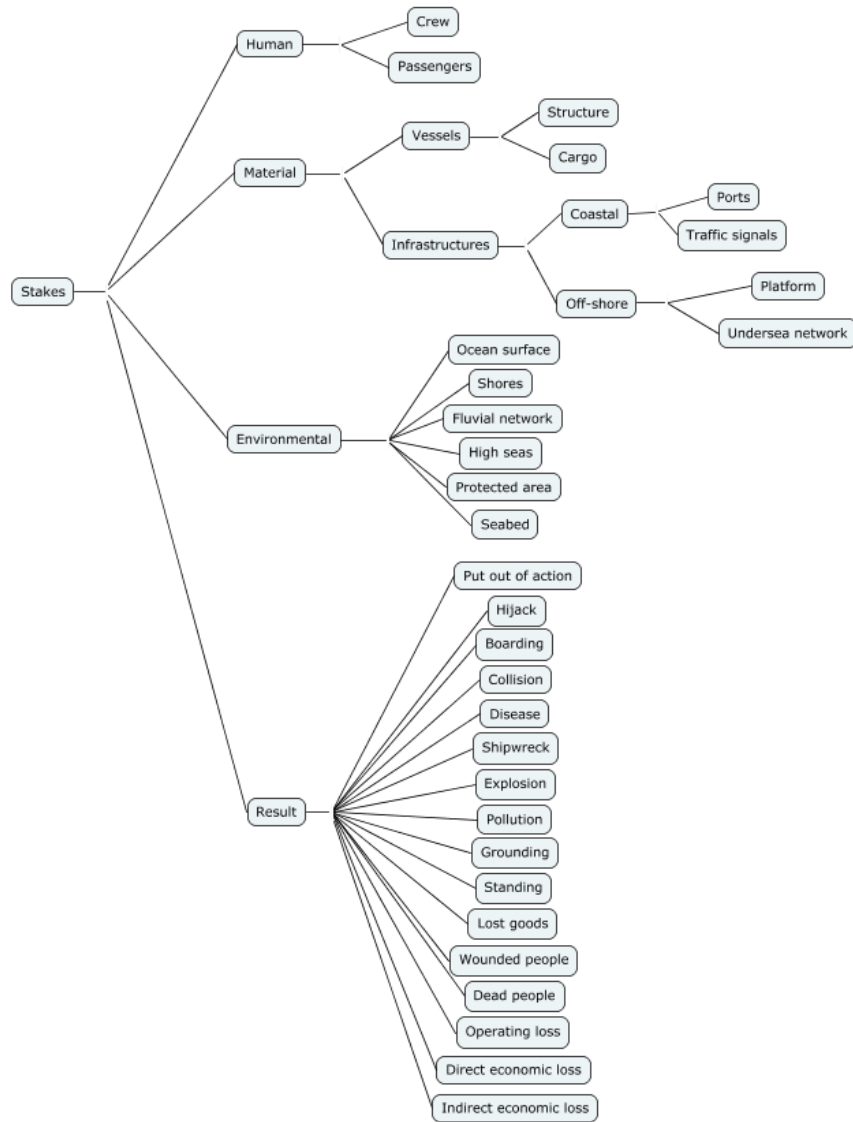 Crew
Human
Passengers
Structure
Vessels
Cargo
Material
Ports
Coastal
Traffic signals
Infrastructures
Platform
Stakes
Off-shore
Undersea network
Ocean surface
Shores
Fluvial network
Environmental
High seas
Protected area
Seabed
Put out of action
Hijack
Boarding
Collision
Disease
Shipwreck
Explosion
Result
Pollution
Grounding
Standing
Lost goods
Wounded people
Dead people
Operating loss
Direct economic loss
Indirect economic loss